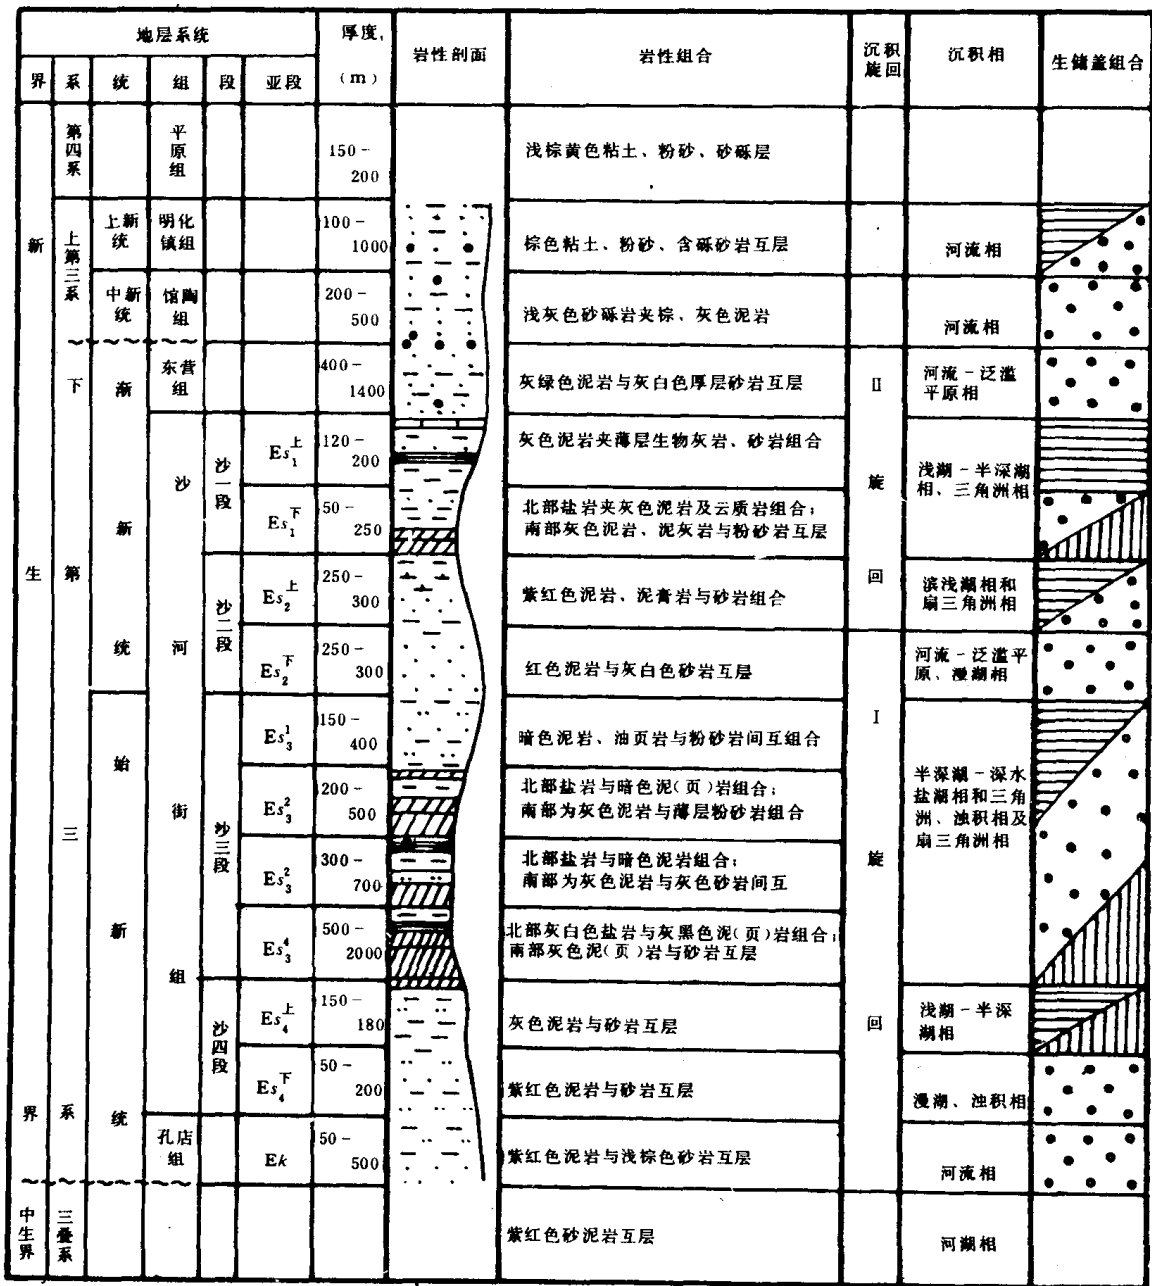 地层系统
厚度,
(m)
岩性剖面
岩性组合
沉积
旋回
沉积相
生储盖组合
界
系
统
组
段
亚段
新
生
界
第四系
平原组
150-
200
浅棕黄色粘土、粉砂、砂砾层
上第三系
上新统
明化镇组
100-
1000
棕色粘土、粉砂、含砾砂岩互层
河流相
中新统
馆陶组
200-
500
浅灰色砂砾岩夹棕、灰色泥岩
河流相
下
第
三
系
渐
新
统
东营组
400-
1400
灰绿色泥岩与灰白色厚层砂岩互层
II
旋
回
河流-泛滥
平原相
沙
河
街
组
沙一段
Es₁上
120-
200
灰色泥岩夹薄层生物灰岩、砂岩组合
浅湖-半深湖
相、三角洲相
Es₁下
50-
250
北部盐岩夹灰色泥岩及云质岩组合;
南部灰色泥岩、泥灰岩与粉砂岩互层
沙二段
Es₂上
250-
300
紫红色泥岩、泥膏岩与砂岩组合
滨浅湖相和
扇三角洲相
Es₂下
250-
300
红色泥岩与灰白色砂岩互层
I
旋
回
河流-泛滥平
原、漫湖相
始
新
统
沙三段
Es₃¹
150-
400
暗色泥岩、油页岩与粉砂岩间互组合
半深湖-深水
盐湖相和三角
洲、浊积相及
扇三角洲相
Es₃²
200-
500
北部盐岩与暗色泥(页)岩组合;
南部为灰色泥岩与薄层粉砂岩组合
Es₃²
300-
700
北部盐岩与暗色泥岩组合;
南部为灰色泥岩与灰色砂岩间互
Es₃⁴
500-
2000
北部灰白色盐岩与灰黑色泥(页)岩组合;
南部灰色泥(页)岩与砂岩互层
沙四段
Es₄上
150-
180
灰色泥岩与砂岩互层
浅湖-半深
湖相
Es₄下
50-
200
紫红色泥岩与砂岩互层
漫湖、浊积相
孔店组
Ek
50-
500
紫红色泥岩与浅棕色砂岩互层
河流相
中生界
三叠系
紫红色砂泥岩互层
河湖相